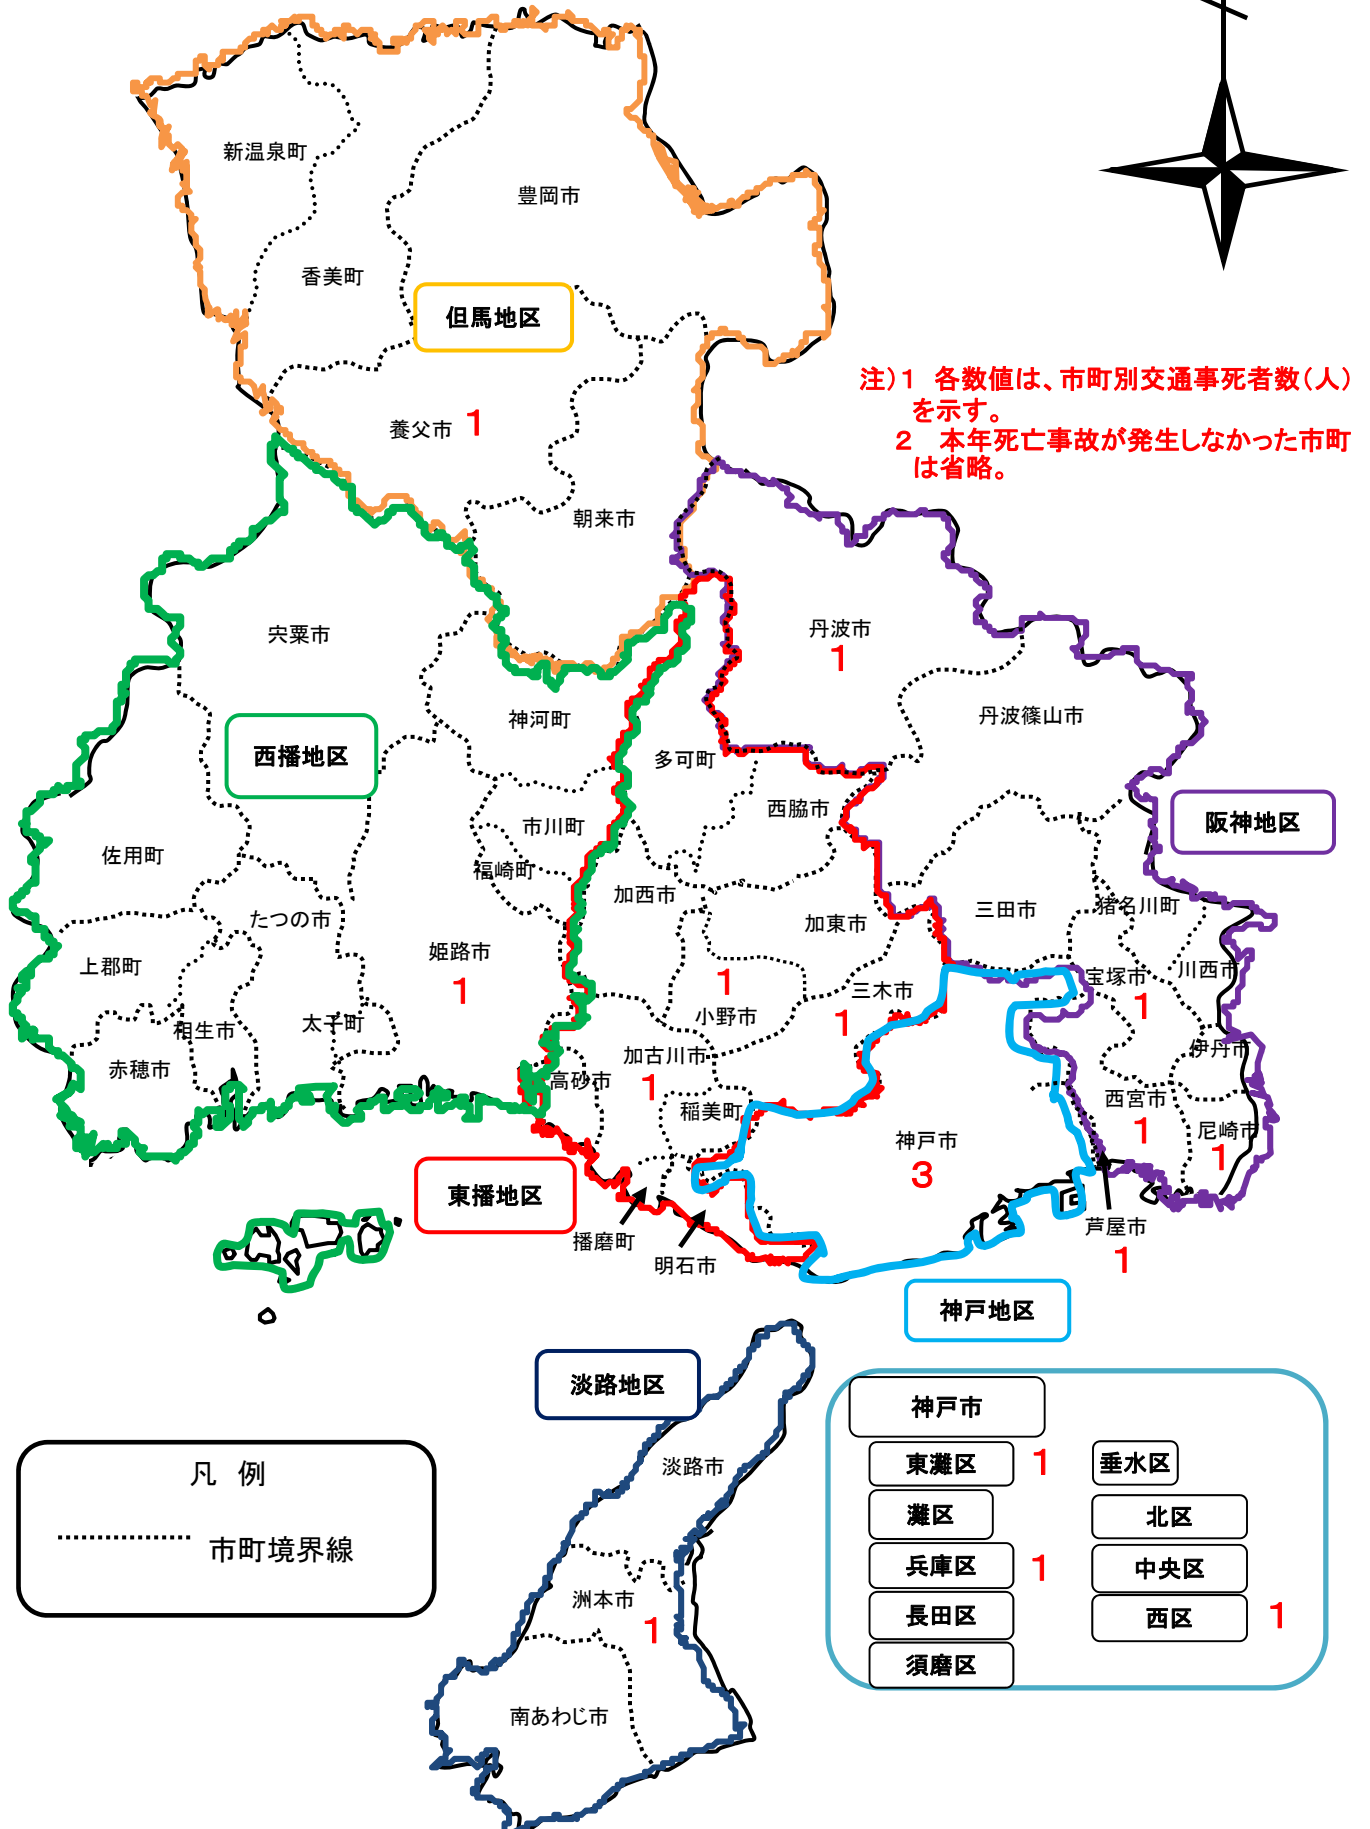 新温泉町
豊岡市
香美町
但馬地区
注)1 各数値は、市町別交通事死者数(人)
を示す。
2 本年死亡事故が発生しなかった市町
は省略。
養父市 1
朝来市
宍粟市
丹波市
1
神河町
丹波篠山市
西播地区
多可町
西脇市
市川町
阪神地区
佐用町
福崎町
加西市
たつの市
加東市
三田市
猪名川町
姫路市
1
上郡町
1
小野市
三木市
1
宝塚市
1
川西市
相生市
太子町
赤穂市
加古川市
1
高砂市
伊丹市
稲美町
西宮市
1
神戸市
3
尼崎市
1
東播地区
播磨町
明石市
芦屋市
1
神戸地区
淡路地区
神戸市
東灘区 1
垂水区
灘区
北区
兵庫区 1
中央区
長田区
西区 1
須磨区
淡路市
凡 例
市町境界線
洲本市
1
南あわじ市